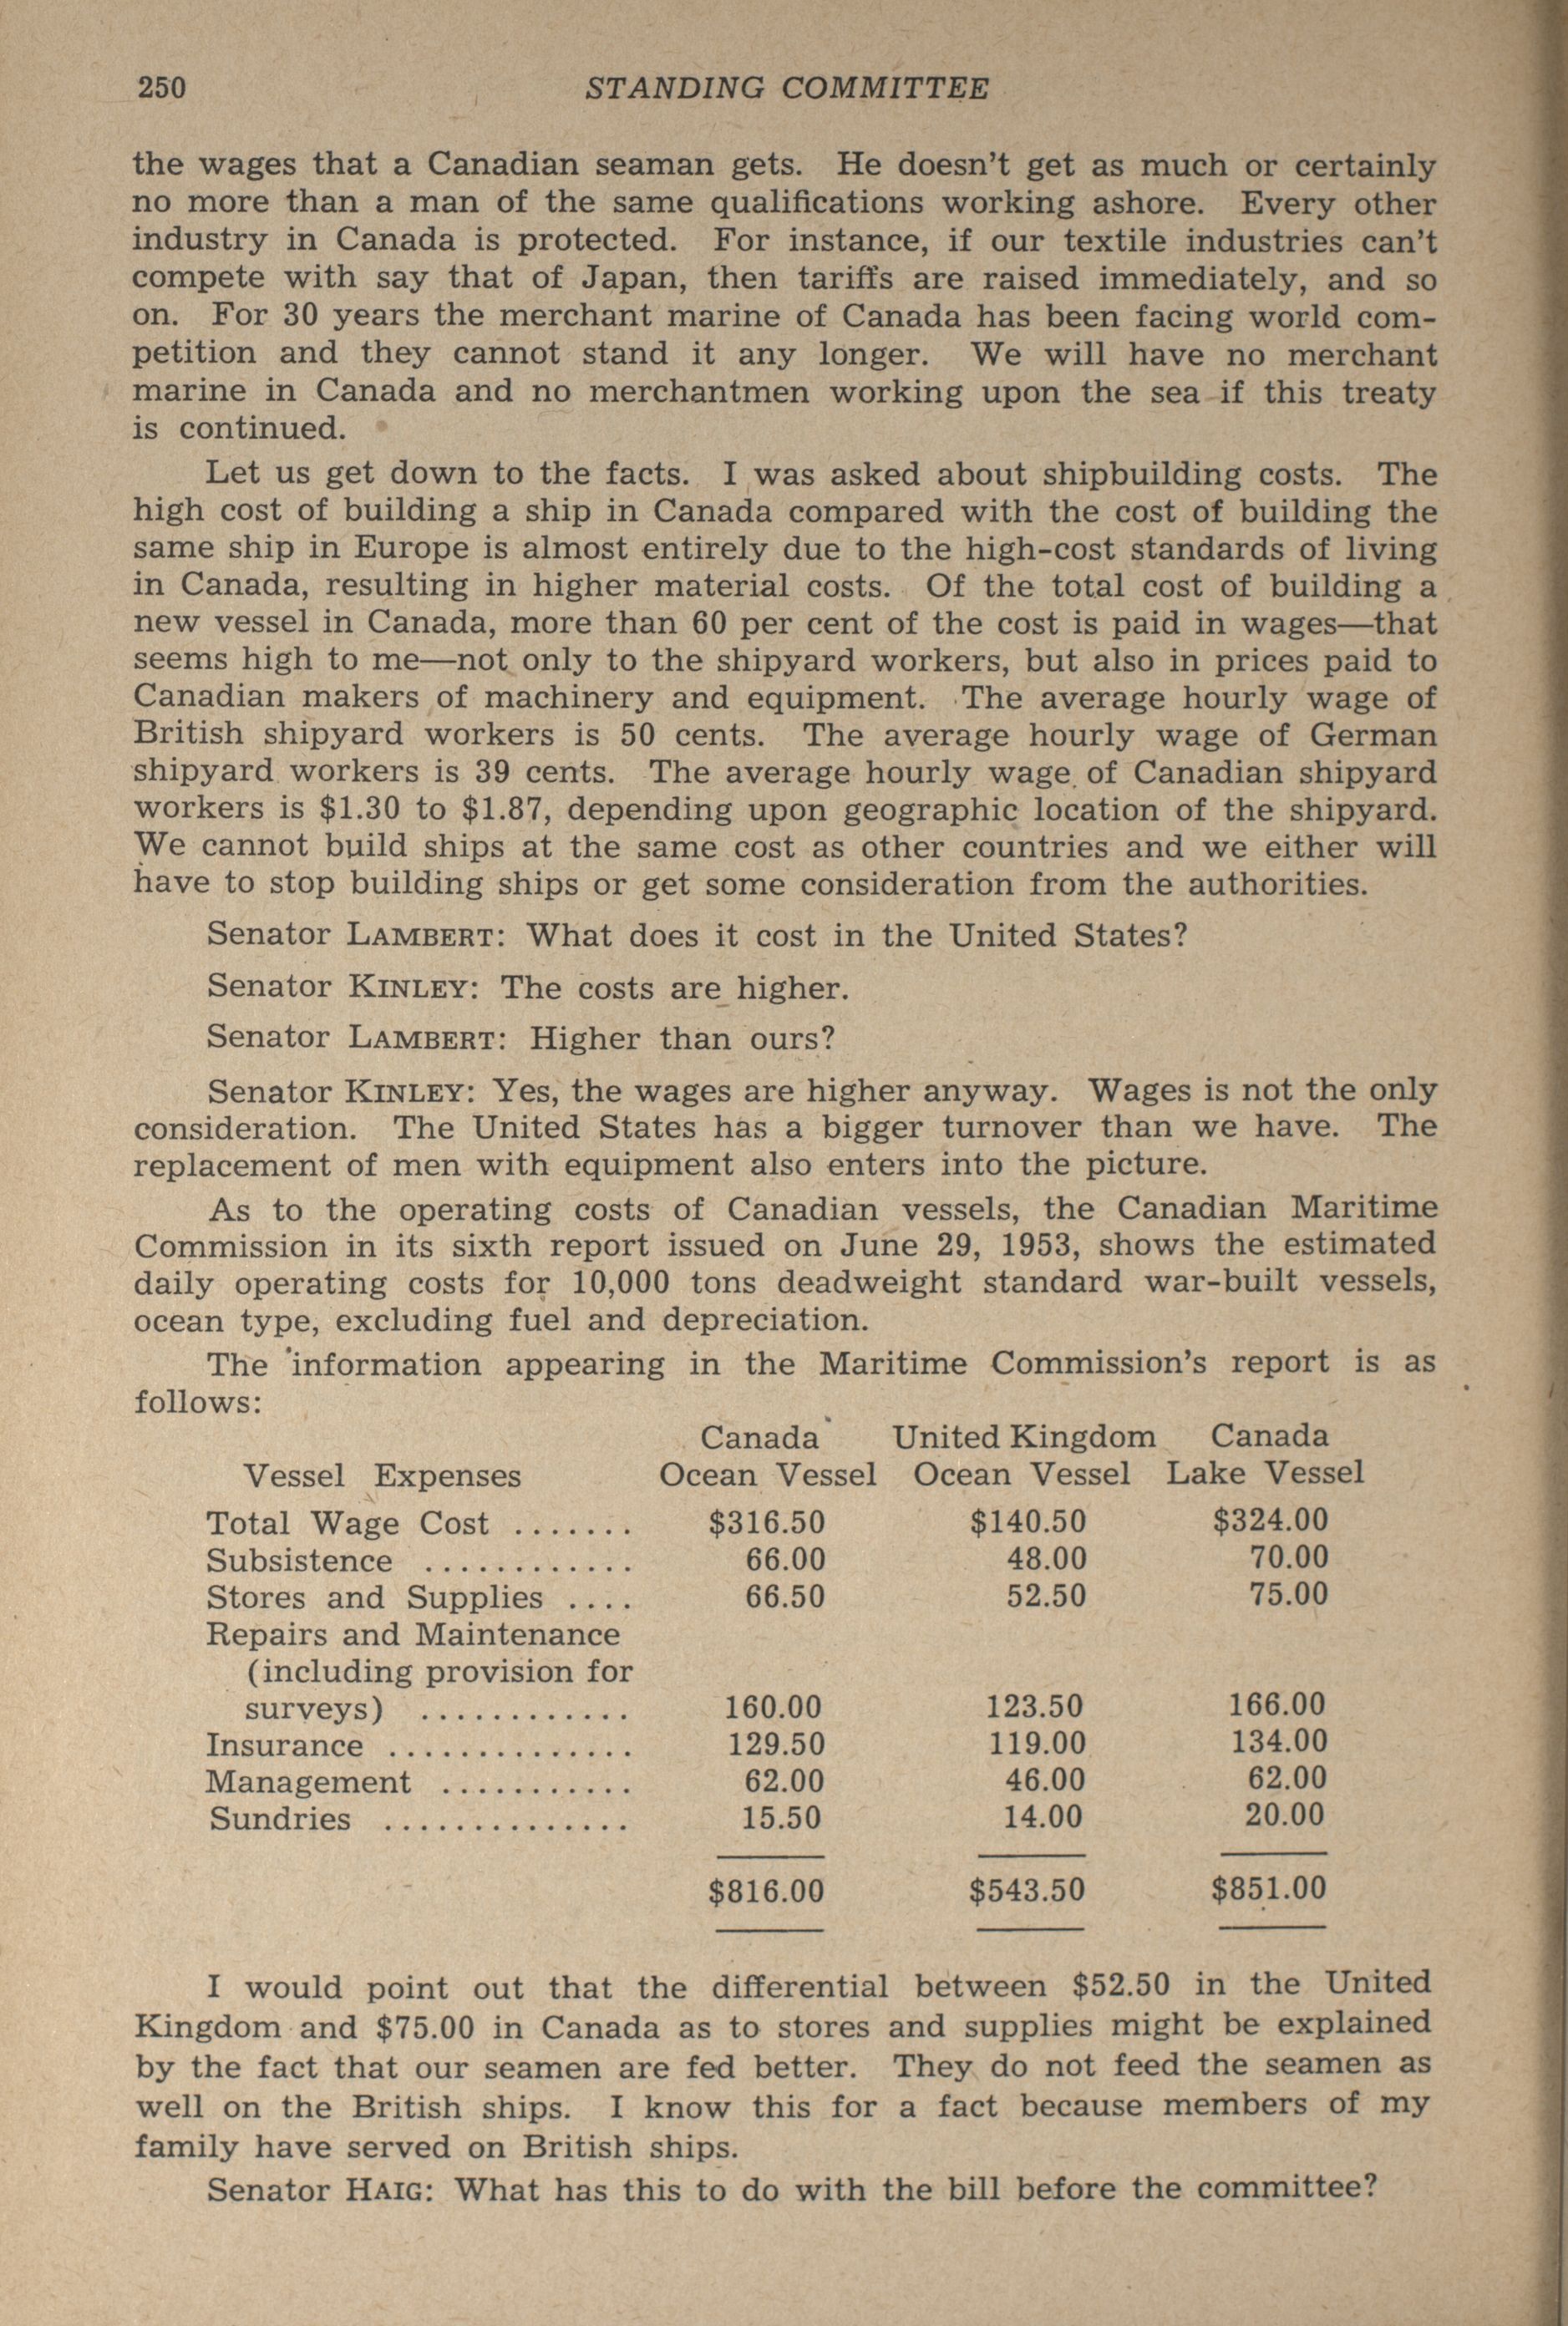 250 STANDING COMMITTEE
the wages that a Canadian seaman gets. He doesn't get as much or certainly
no more than a man of the same qualifications working ashore. Every other
industry in Canada is protected. For instance, if our textile industries can't
compete with say that of Japan, then tariffs are raised immediately, and so
on. For 30 years the merchant marine of Canada has been facing world com-
petition and they cannot stand it any longer. We will have no merchant
marine in Canada and no merchantmen working upon the sea if this treaty
is continued.
Let us get down to the facts. I was asked about shipbuilding costs. The
high cost of building a ship in Canada compared with the cost of building the
same ship in Europe is almost entirely due to the high-cost standards of living
in Canada, resulting in higher material costs. Of the total cost of building a
new vessel in Canada, more than 60 per cent of the cost is paid in wages—that
seems high to me—not only to the shipyard workers, but also in prices paid to
Canadian makers of machinery and equipment. The average hourly wage of
British shipyard workers is 50 cents. The average hourly wage of German
shipyard workers is 39 cents. The average hourly wage of Canadian shipyard
workers is $1.30 to $1.87, depending upon geographic location of the shipyard.
We cannot build ships at the same cost as other countries and we either will
have to stop building ships or get some consideration from the authorities.
Senator LAMBERT: What does it cost in the United States?
Senator KINLEY: The costs are higher.
Senator LAMBERT: Higher than ours?
Senator KINLEY: Yes, the wages are higher anyway. Wages is not the only
consideration. The United States has a bigger turnover than we have. The
replacement of men with equipment also enters into the picture.
As to the operating costs of Canadian vessels, the Canadian Maritime
Commission in its sixth report issued on June 29, 1953, shows the estimated
daily operating costs for 10,000 tons deadweight standard war-built vessels,
ocean type, excluding fuel and depreciation.
The information appearing in the Maritime Commission's report is as
follows:
Canada United Kingdom Canada
Vessel Expenses Ocean Vessel Ocean Vessel Lake Vessel
Total Wage Cost ....... $316.50 $140.50 $324.00
Subsistence ............ 66.00 48.00 70.00
Stores and Supplies .... 66.50 52.50 75.00
Repairs and Maintenance
(including provision for
surveys) ............ 160.00 123.50 166.00
Insurance .............. 129.50 119.00 134.00
Management ........... 62.00 46.00 62.00
Sundries .............. 15.50 14.00 20.00
$816.00 $543.50 $851.00
I would point out that the differential between $52.50 in the United
Kingdom and $75.00 in Canada as to stores and supplies might be explained
by the fact that our seamen are fed better. They do not feed the seamen as
well on the British ships. I know this for a fact because members of my
family have served on British ships.
Senator HAIG: What has this to do with the bill before the committee?